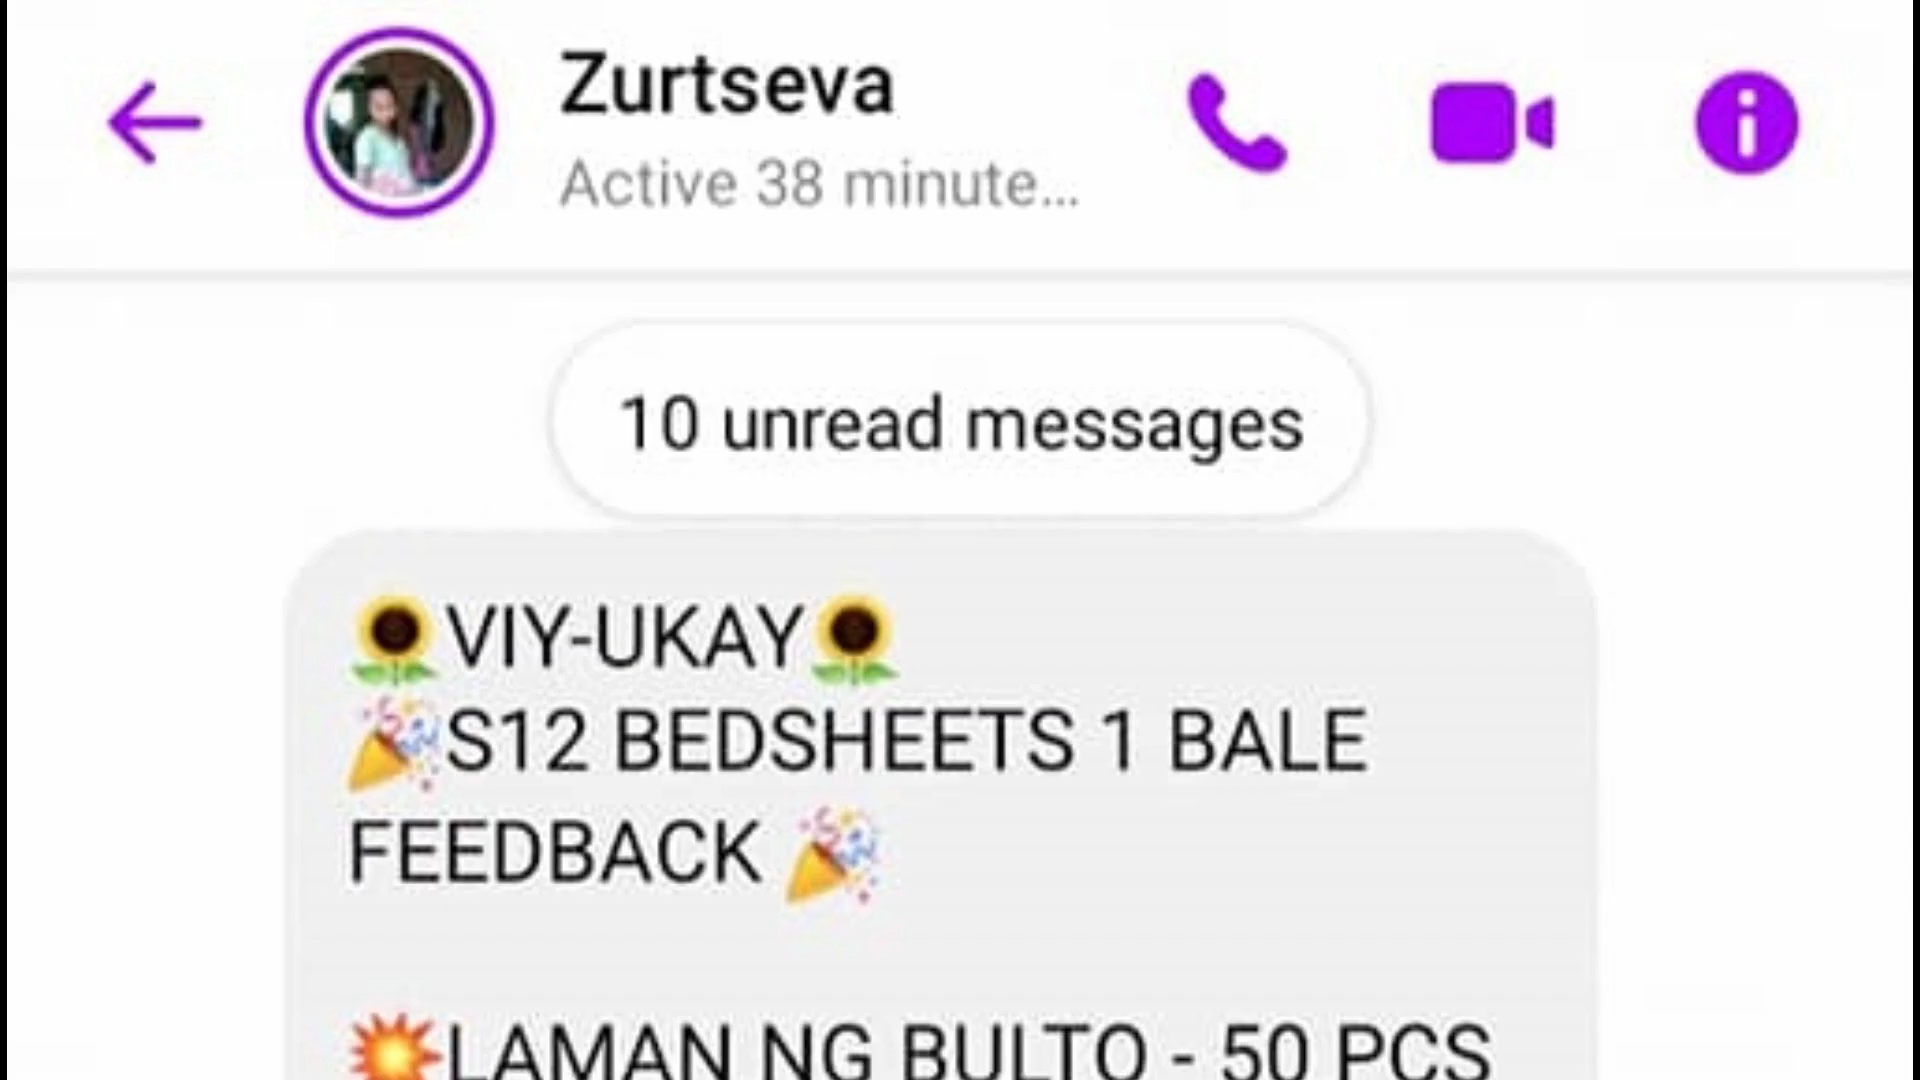 Zurtseva
Active 38 minute...
10 unread messages
🌻VIY-UKAY🌻
🎉S12 BEDSHEETS 1 BALE
FEEDBACK 🎉
💥LAMAN NG BULTO - 50 PCS